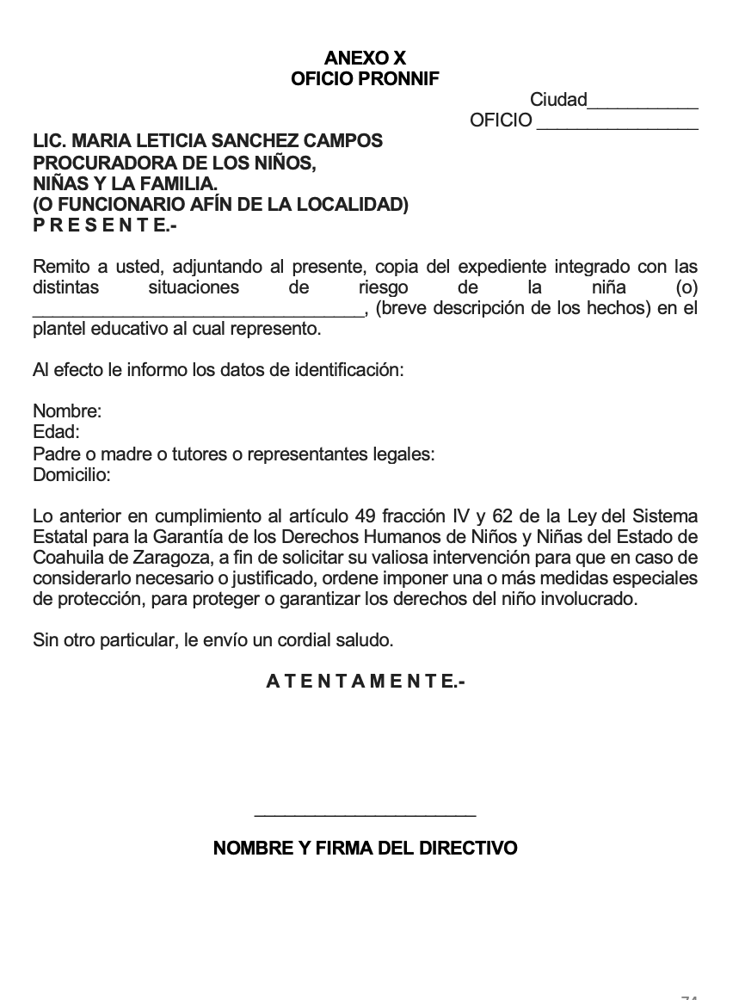 ANEXO X
OFICIO PRONNIF
Ciudad___________
OFICIO ________________
LIC. MARIA LETICIA SANCHEZ CAMPOS
PROCURADORA DE LOS NIÑOS,
NIÑAS Y LA FAMILIA.
(O FUNCIONARIO AFÍN DE LA LOCALIDAD)
P R E S E N T E.-
Remito a usted, adjuntando al presente, copia del expediente integrado con las
distintas situaciones de riesgo de la niña (o)
_________________________________, (breve descripción de los hechos) en el
plantel educativo al cual represento.
Al efecto le informo los datos de identificación:
Nombre:
Edad:
Padre o madre o tutores o representantes legales:
Domicilio:
Lo anterior en cumplimiento al artículo 49 fracción IV y 62 de la Ley del Sistema
Estatal para la Garantía de los Derechos Humanos de Niños y Niñas del Estado de
Coahuila de Zaragoza, a fin de solicitar su valiosa intervención para que en caso de
considerarlo necesario o justificado, ordene imponer una o más medidas especiales
de protección, para proteger o garantizar los derechos del niño involucrado.
Sin otro particular, le envío un cordial saludo.
A T E N T A M E N T E.-
______________________
NOMBRE Y FIRMA DEL DIRECTIVO